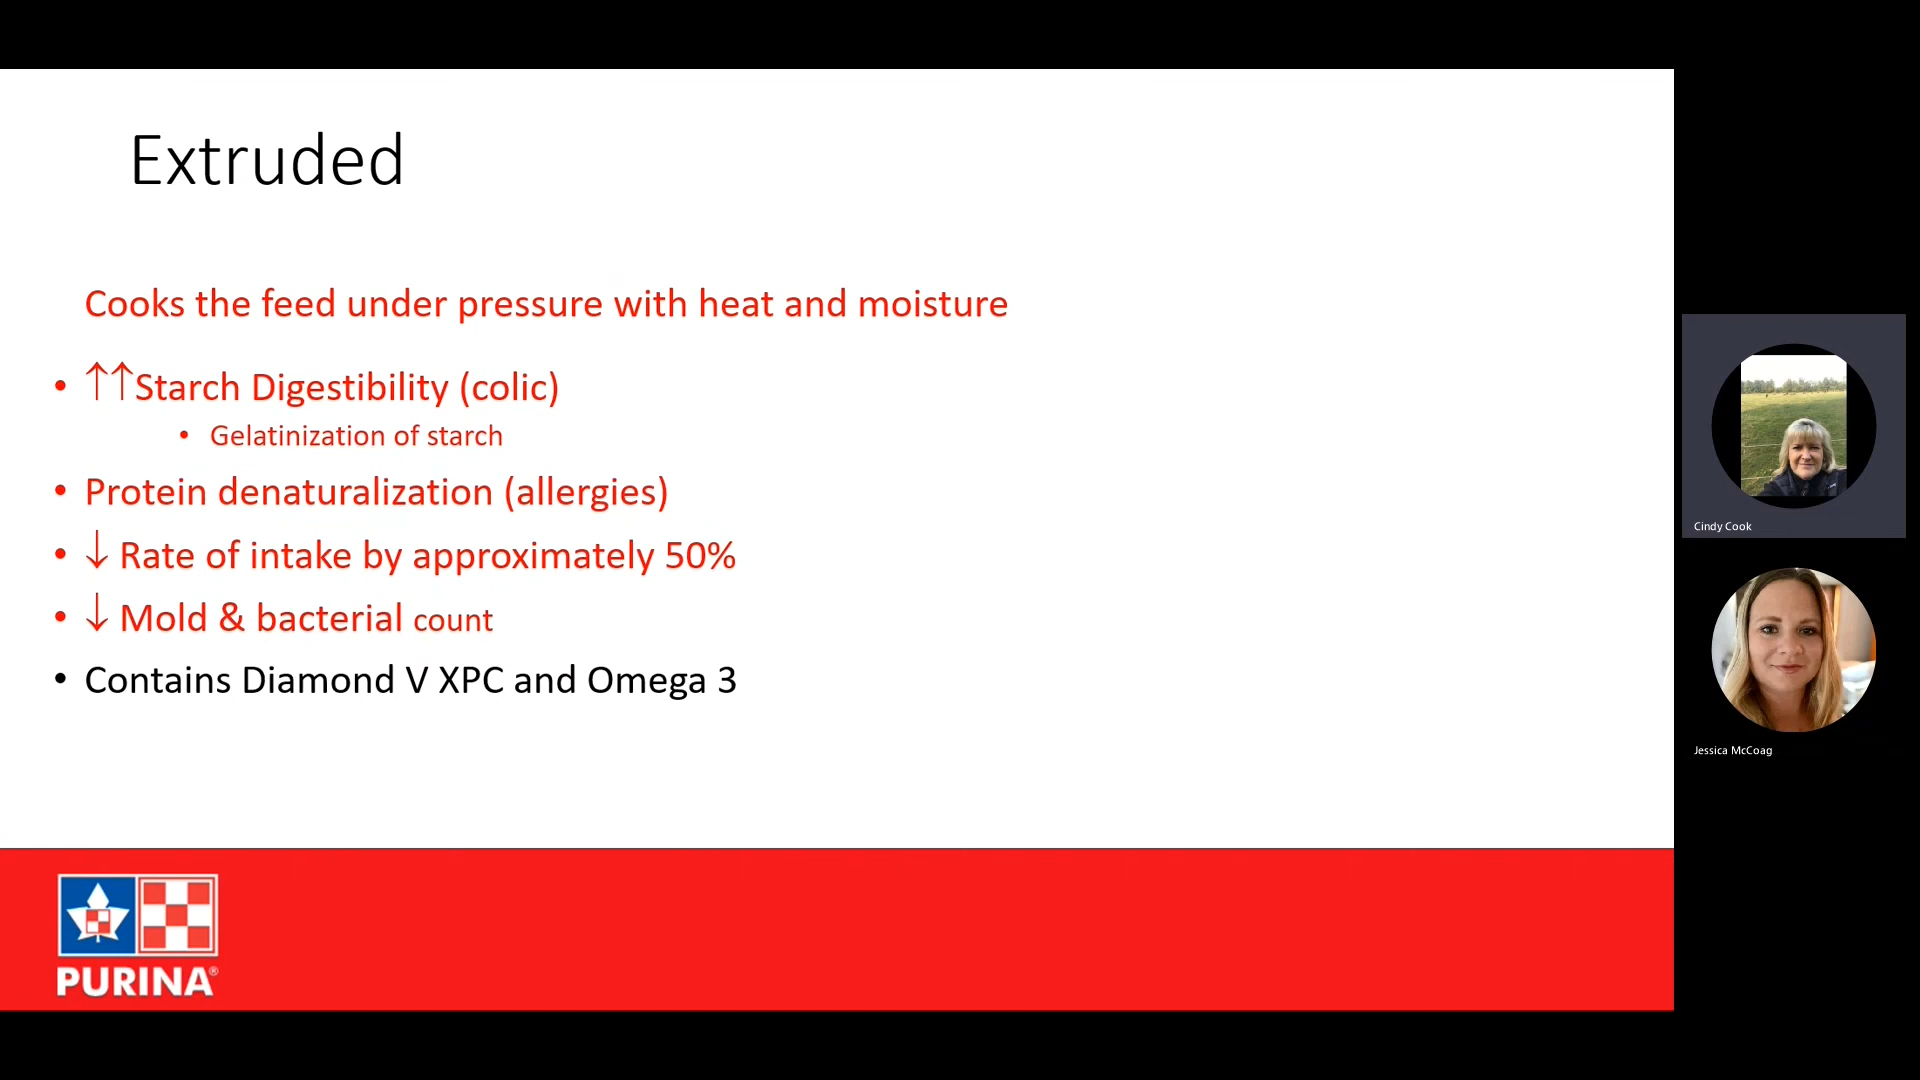 Extruded
Cooks the feed under pressure with heat and moisture
• ↑↑Starch Digestibility (colic)
• Gelatinization of starch
• Protein denaturalization (allergies)
• ↓ Rate of intake by approximately 50%
• ↓ Mold & bacterial count
• Contains Diamond V XPC and Omega 3
Cindy Cook
Jessica McCoag
PURINA®